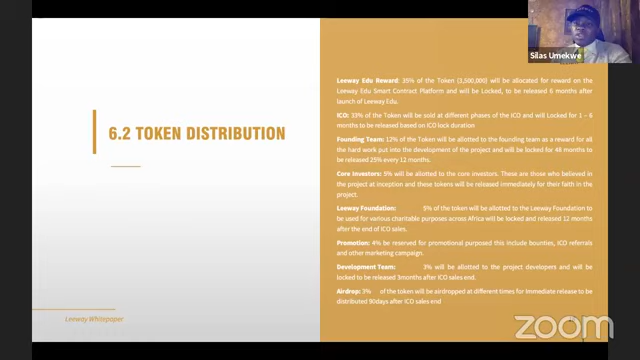 6.2 TOKEN DISTRIBUTION
Leeway Whitepaper
Leeway Edu Reward: 35% of the Token (3,500,000) will be allocated for reward on the
Leeway Edu Smart Contract Platform and will be Locked, to be released 6 months after
launch of Leeway Edu.
ICO: 33% of the Token will be sold at different phases of the ICO and will Locked for 1 – 6
months to be released based on ICO lock duration
Founding Team: 12% of the Token will be allotted to the founding team as a reward for all
the hard work put into the development of the project and will be locked for 48 months to
be released 25% every 12 months.
Core Investors: 5% will be allotted to the core investors. These are those who believed in
the project at inception and these tokens will be released immediately for their faith in the
project.
Leeway Foundation: 5% of the token will be allotted to the Leeway Foundation to
be used for various charitable purposes across Africa will be locked and released 12 months
after the end of ICO sales.
Promotion: 4% be reserved for promotional purposed this include bounties, ICO referrals
and other marketing campaign.
Development Team: 3% will be allotted to the project developers and will be
locked to be released 3months after ICO sales end.
Airdrop: 3% of the token will be airdropped at different times for immediate release to be
distributed 90days after ICO sales end
Silas Umekwe
zoom